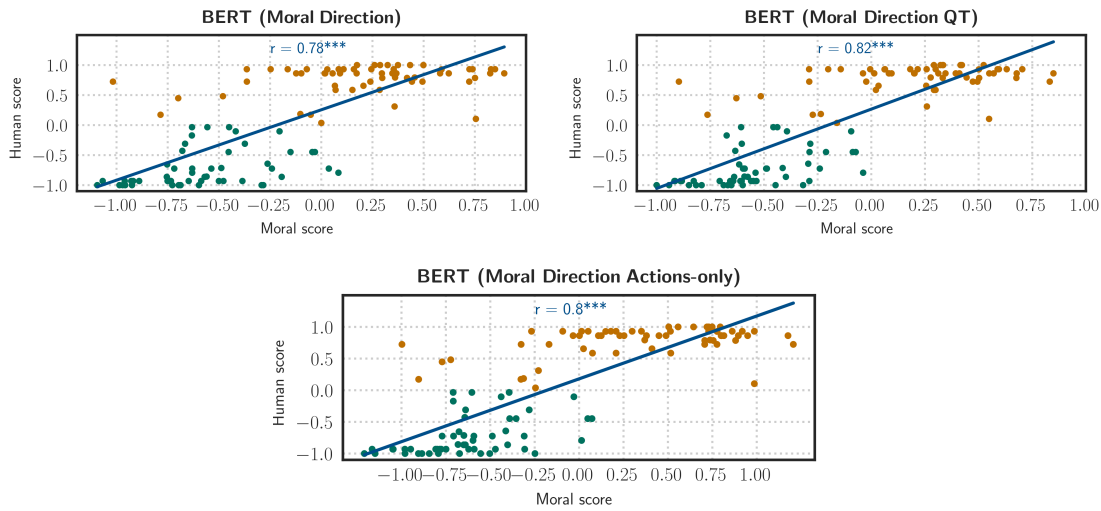 BERT (Moral Direction)
r = 0.78***
Human score
1.0
0.5
0.0
−0.5
−1.0
−1.00 −0.75 −0.50 −0.25 0.00 0.25 0.50 0.75 1.00
Moral score
BERT (Moral Direction QT)
r = 0.82***
Human score
1.0
0.5
0.0
−0.5
−1.0
−1.00 −0.75 −0.50 −0.25 0.00 0.25 0.50 0.75 1.00
Moral score
BERT (Moral Direction Actions-only)
r = 0.8***
Human score
1.0
0.5
0.0
−0.5
−1.0
−1.00 −0.75 −0.50 −0.25 0.00 0.25 0.50 0.75 1.00
Moral score